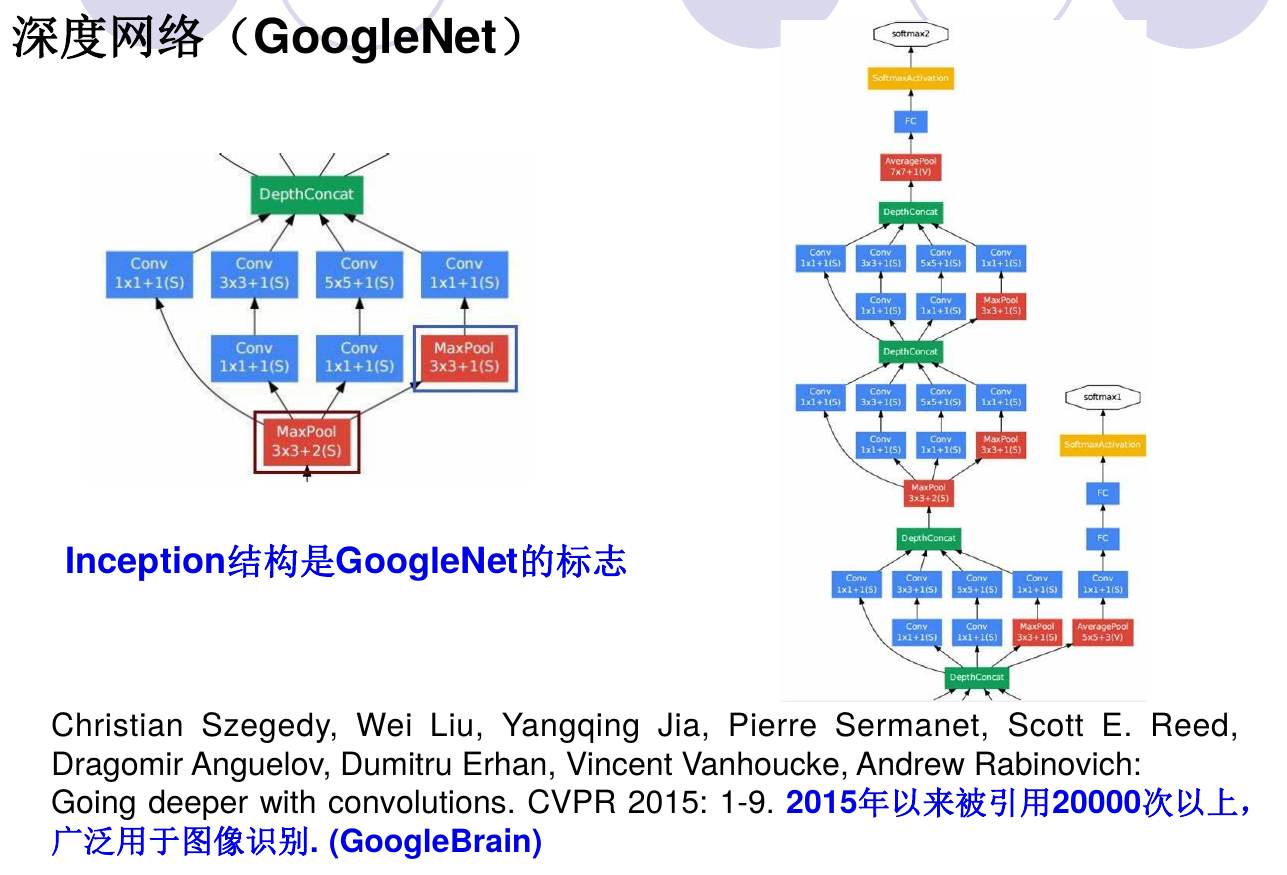 深度网络（GoogleNet）
DepthConcat
Conv
1x1+1(S)
Conv
3x3+1(S)
Conv
5x5+1(S)
Conv
1x1+1(S)
Conv
1x1+1(S)
Conv
1x1+1(S)
MaxPool
3x3+1(S)
MaxPool
3x3+2(S)
Inception结构是GoogleNet的标志
softmax2
SoftmaxActivation
FC
AveragePool
7x7+1(V)
DepthConcat
Conv
1x1+1(S)
Conv
3x3+1(S)
Conv
5x5+1(S)
Conv
1x1+1(S)
Conv
1x1+1(S)
Conv
1x1+1(S)
MaxPool
3x3+1(S)
DepthConcat
Conv
1x1+1(S)
Conv
3x3+1(S)
Conv
5x5+1(S)
Conv
1x1+1(S)
Conv
1x1+1(S)
Conv
1x1+1(S)
MaxPool
3x3+1(S)
MaxPool
3x3+2(S)
DepthConcat
softmax1
SoftmaxActivation
FC
FC
Conv
1x1+1(S)
Conv
3x3+1(S)
Conv
5x5+1(S)
Conv
1x1+1(S)
Conv
1x1+1(S)
Conv
1x1+1(S)
Conv
1x1+1(S)
MaxPool
3x3+1(S)
AveragePool
5x5+3(V)
DepthConcat
Christian Szegedy, Wei Liu, Yangqing Jia, Pierre Sermanet, Scott E. Reed,
Dragomir Anguelov, Dumitru Erhan, Vincent Vanhoucke, Andrew Rabinovich:
Going deeper with convolutions. CVPR 2015: 1-9. 2015年以来被引用20000次以上，
广泛用于图像识别. (GoogleBrain)